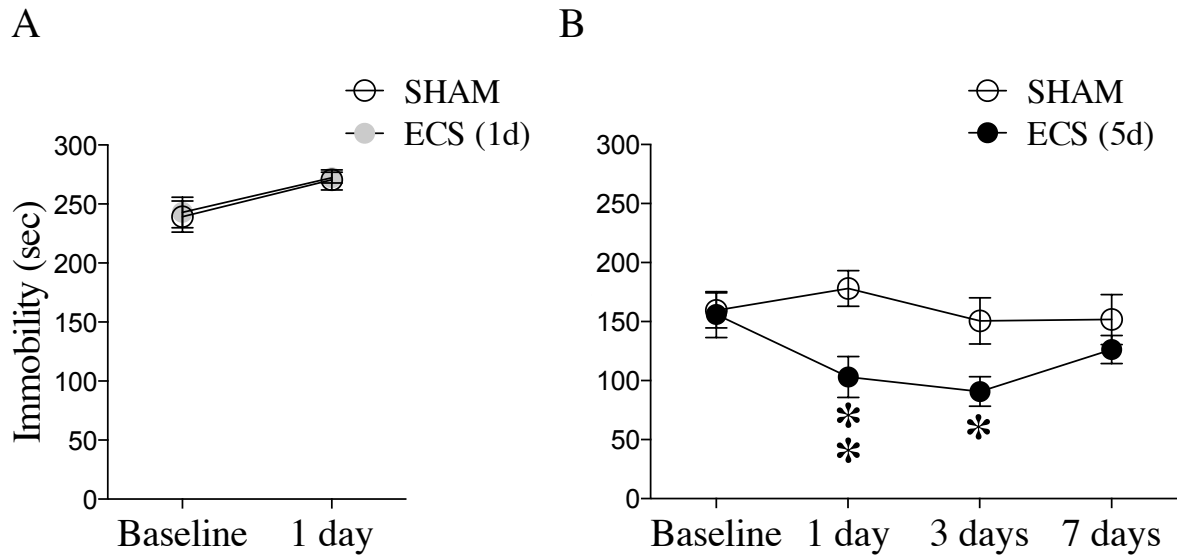 A
SHAM
ECS (1d)
Immobility (sec)
300
250
200
150
100
50
0
Baseline 1 day
B
SHAM
ECS (5d)
300
250
200
150
100
50
0
*
*
*
Baseline 1 day 3 days 7 days